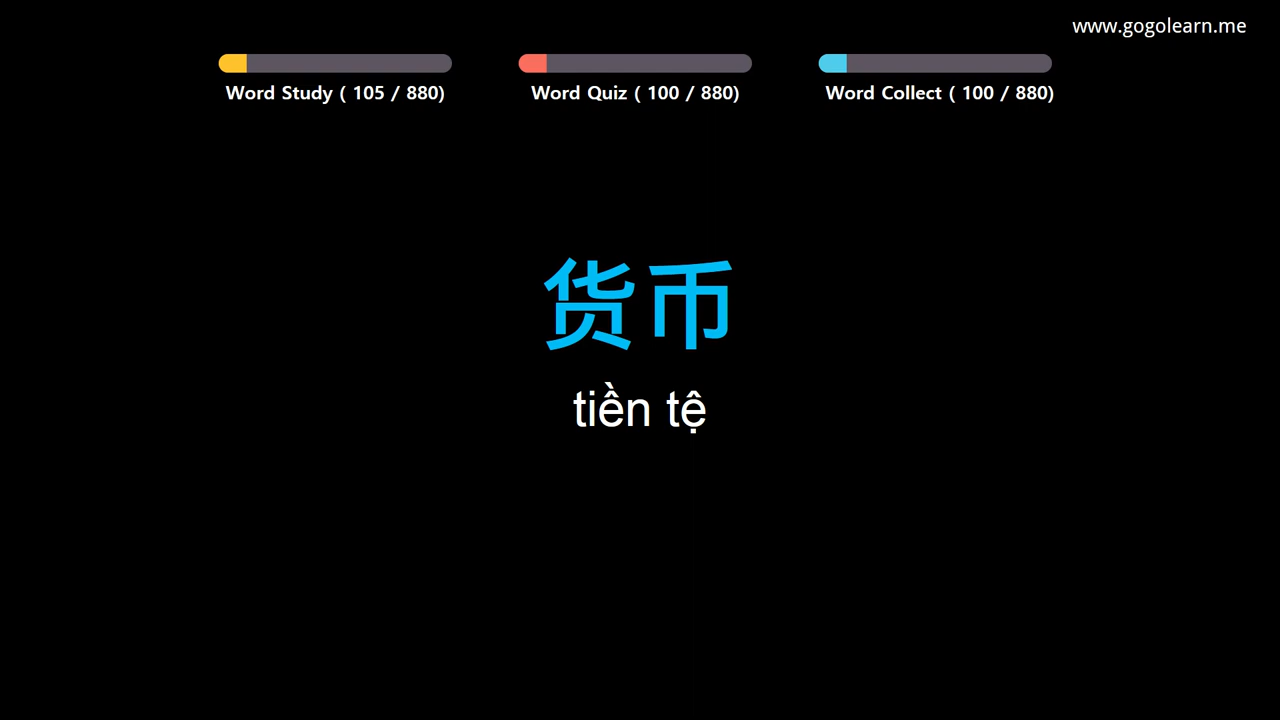 www.gogolearn.me
Word Study ( 105 / 880)
Word Quiz ( 100 / 880)
Word Collect ( 100 / 880)
货币
tiền tệ